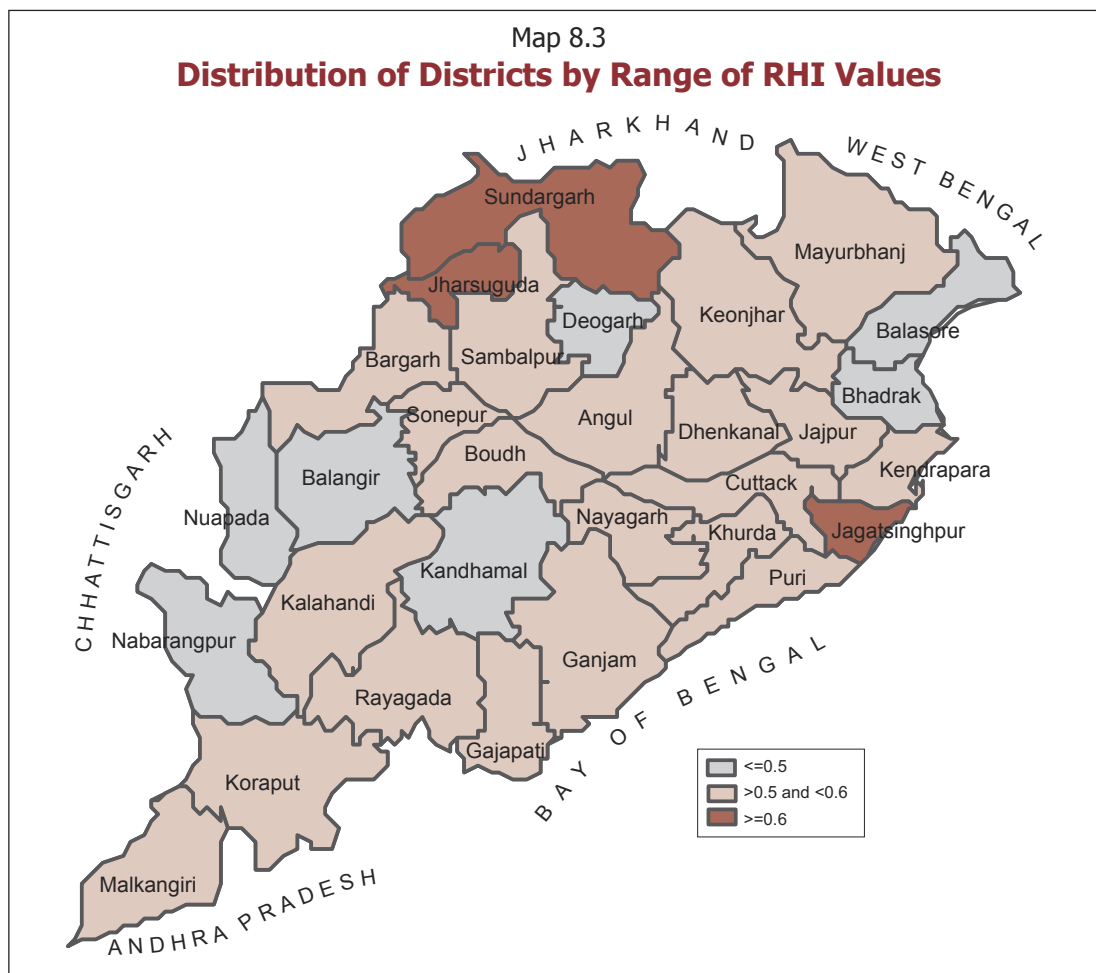 Map 8.3
Distribution of Districts by Range of RHI Values
JHARKHAND
WEST BENGAL
Sundargarh
Mayurbhanj
Jharsuguda
Keonjhar
Deogarh
Balasore
Bargarh
Sambalpur
Bhadrak
Sonepur
Angul
Dhenkanal
Jajpur
Boudh
Kendrapara
Balangir
Cuttack
Nuapada
Nayagarh
Khurda
Jagatsinghpur
CHHATTISGARH
Kandhamal
Puri
Kalahandi
Nabarangpur
Ganjam
Rayagada
BAY OF BENGAL
Gajapati
Koraput
<=0.5
>0.5 and <0.6
>=0.6
Malkangiri
ANDHRA PRADESH